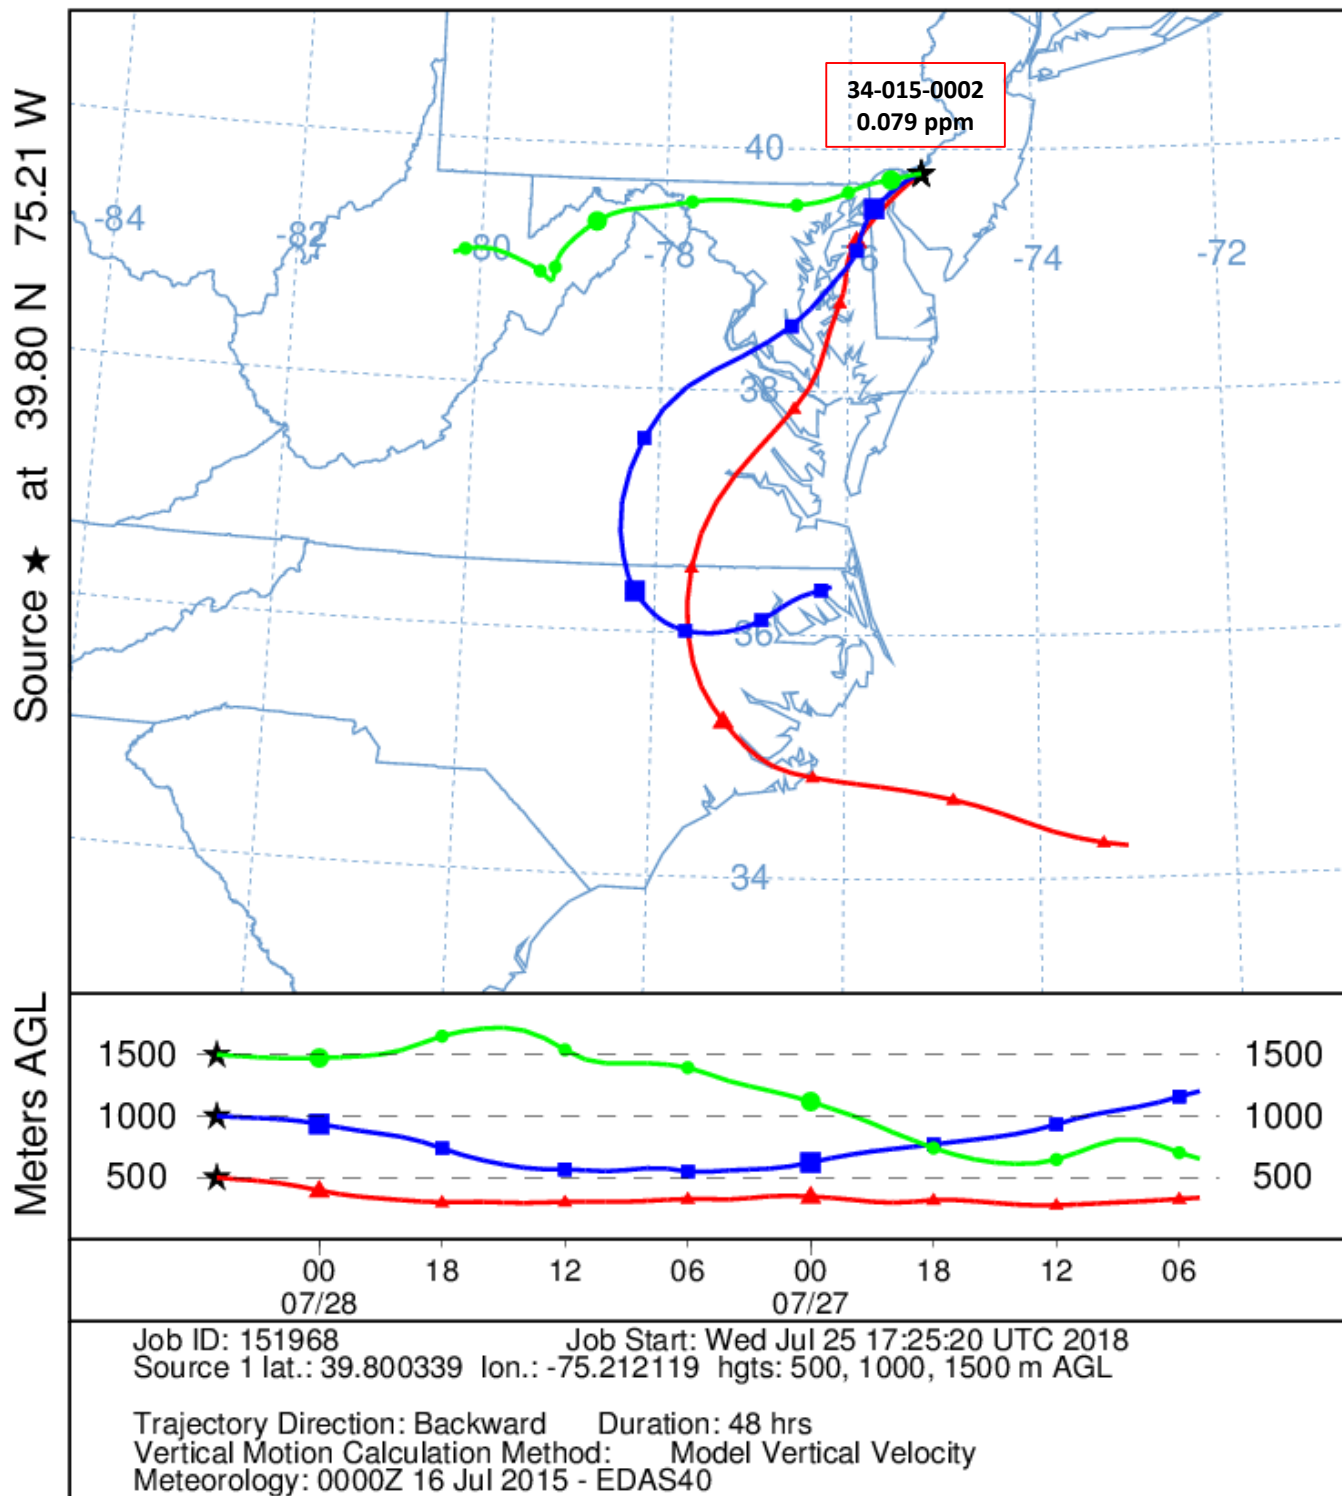 34-015-0002
0.079 ppm
40
-84
-82
-80
-78
-76
-74
-72
38
36
34
Source ★ at 39.80 N 75.21 W
1500
1500
1000
1000
500
500
Meters AGL
00 18 12 06 00 18 12 06
07/28 07/27
Job ID: 151968 Job Start: Wed Jul 25 17:25:20 UTC 2018
Source 1 lat.: 39.800339 lon.: -75.212119 hgts: 500, 1000, 1500 m AGL
Trajectory Direction: Backward Duration: 48 hrs
Vertical Motion Calculation Method: Model Vertical Velocity
Meteorology: 0000Z 16 Jul 2015 - EDAS40